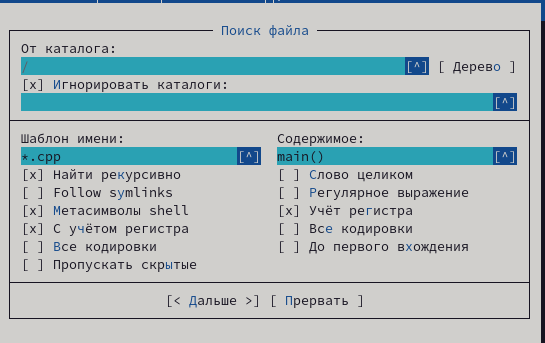 Поиск файла
От каталога:
/ [^] [ Дерево ]
[x] Игнорировать каталоги:
[^]
Шаблон имени: Содержимое:
*.cpp [^] main() [^]
[x] Найти рекурсивно [ ] Слово целиком
[ ] Follow symlinks [ ] Регулярное выражение
[x] Метасимволы shell [x] Учёт регистра
[x] С учётом регистра [ ] Все кодировки
[ ] Все кодировки [ ] До первого вхождения
[ ] Пропускать скрытые
[< Дальше >] [ Прервать ]